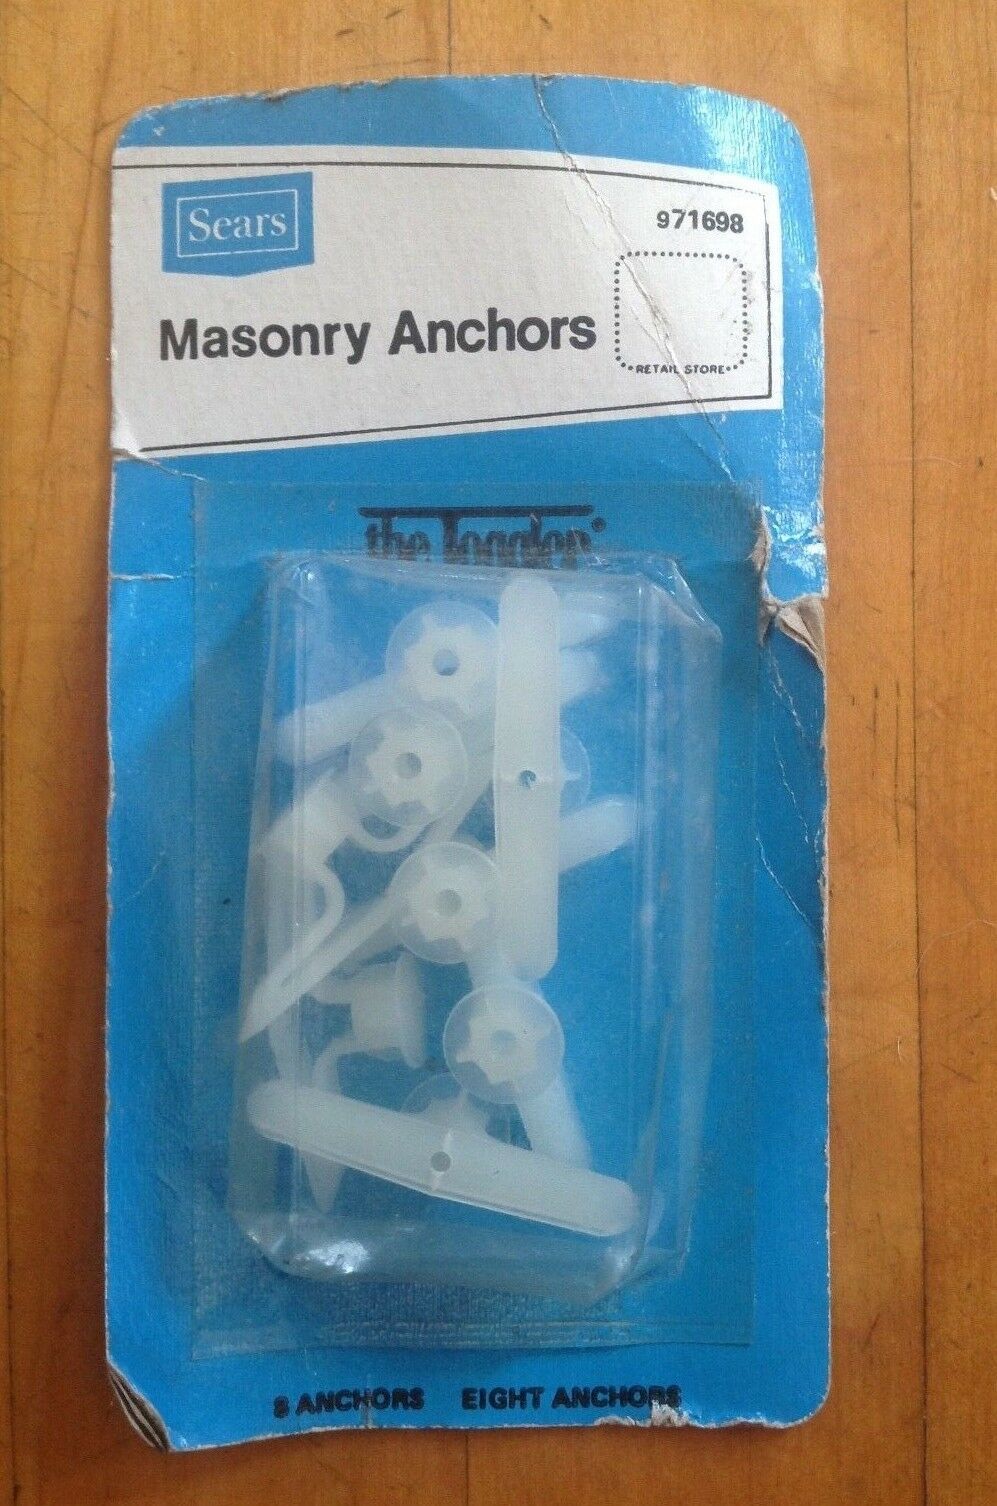 Sears
971698
Masonry Anchors
RETAIL STORE
the Toggler®
8 ANCHORS EIGHT ANCHORS